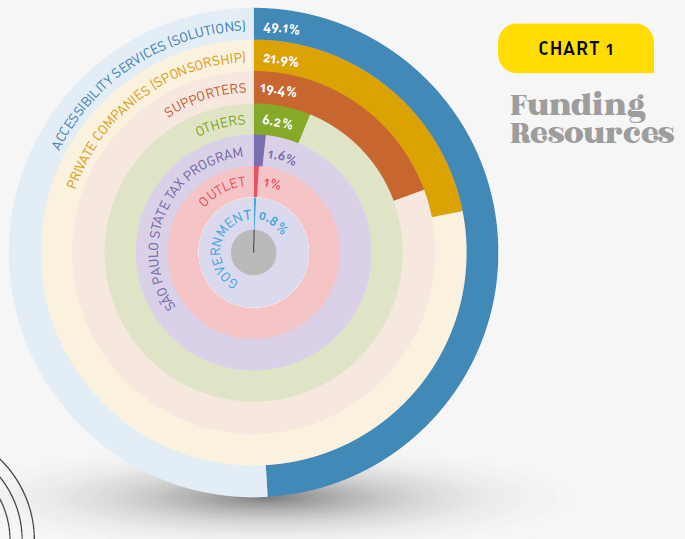 CHART 1
Funding
Resources
ACCESSIBILITY SERVICES (SOLUTIONS)
49.1%
PRIVATE COMPANIES (SPONSORSHIP)
21.9%
SUPPORTERS
19.4%
OTHERS
6.2%
SÃO PAULO STATE TAX PROGRAM
1.6%
OUTLET
1%
GOVERNMENT
0.8%